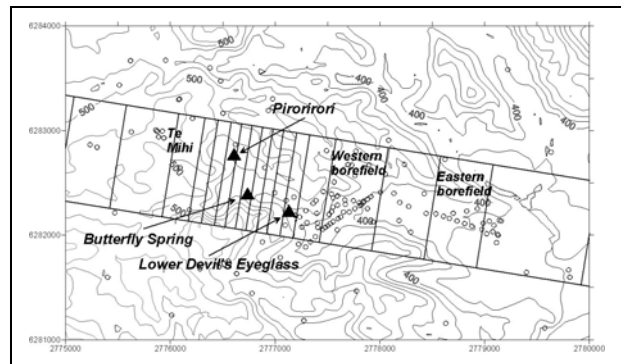 6284000
500
400
500
500
400
6283000
Pirorirori
Te
Mihi
Western
borefield
Eastern
borefield
400
500
400
6282000
Butterfly Spring
Lower Devil's Eyeglass
400
6281000
2775000 2776000 2777000 2778000 2779000 2780000